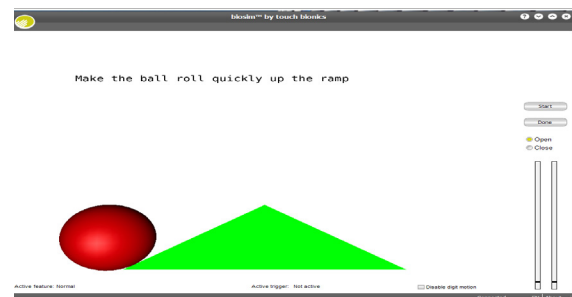 biosim™ by touch bionics
Make the ball roll quickly up the ramp
Start
Done
Open
Close
Active feature: Normal
Active trigger: Not active
Disable digit motion